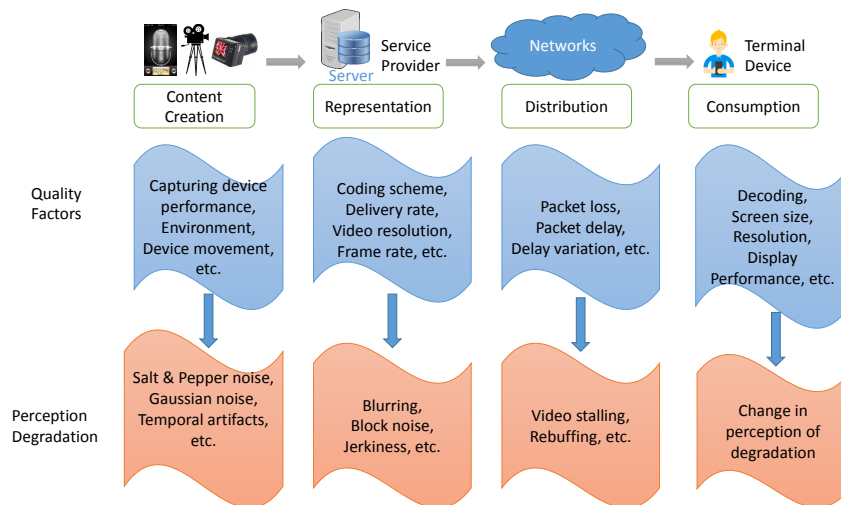 Server
Service
Provider
Networks
Terminal
Device
Content
Creation
Representation
Distribution
Consumption
Quality
Factors
Capturing device
performance,
Environment,
Device movement,
etc.
Coding scheme,
Delivery rate,
Video resolution,
Frame rate, etc.
Packet loss,
Packet delay,
Delay variation, etc.
Decoding,
Screen size,
Resolution,
Display
Performance, etc.
Perception
Degradation
Salt & Pepper noise,
Gaussian noise,
Temporal artifacts,
etc.
Blurring,
Block noise,
Jerkiness, etc.
Video stalling,
Rebuffing, etc.
Change in
perception of
degradation